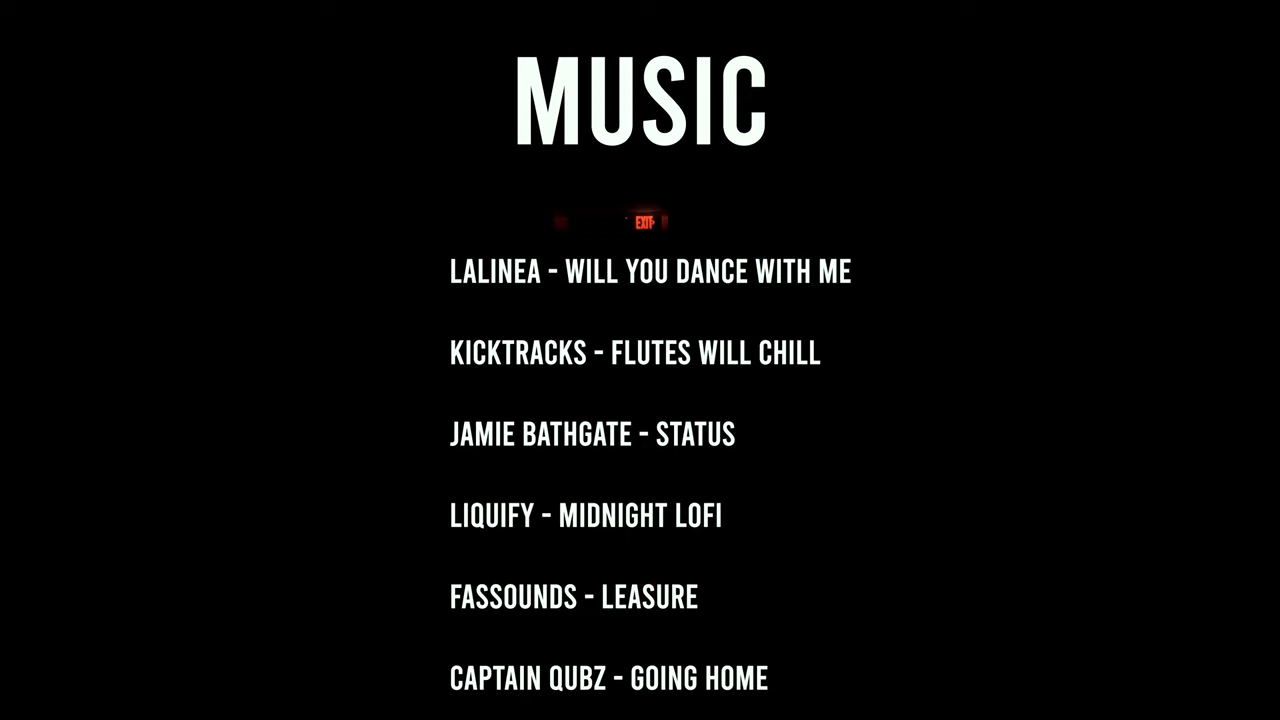 MUSIC
EXIT
LALINEA - WILL YOU DANCE WITH ME
KICKTRACKS - FLUTES WILL CHILL
JAMIE BATHGATE - STATUS
LIQUIFY - MIDNIGHT LOFI
FASSOUNDS - LEASURE
CAPTAIN QUBZ - GOING HOME